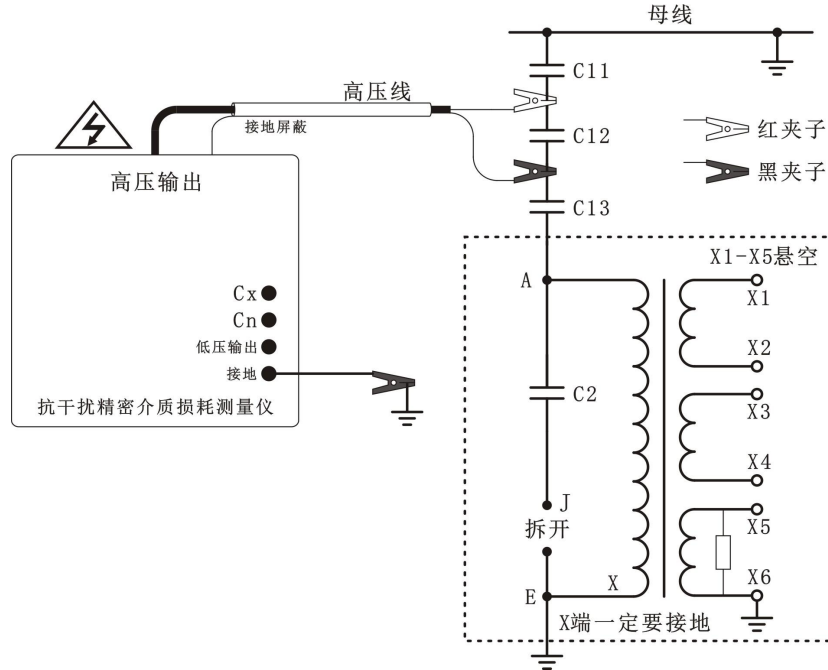 母线
C11
高压线
接地屏蔽
红夹子
C12
黑夹子
高压输出
C13
X1-X5悬空
A
X1
Cx
Cn
X2
低压输出
接地
C2
X3
抗干扰精密介质损耗测量仪
X4
J
拆开
X5
X
X6
E
X端一定要接地